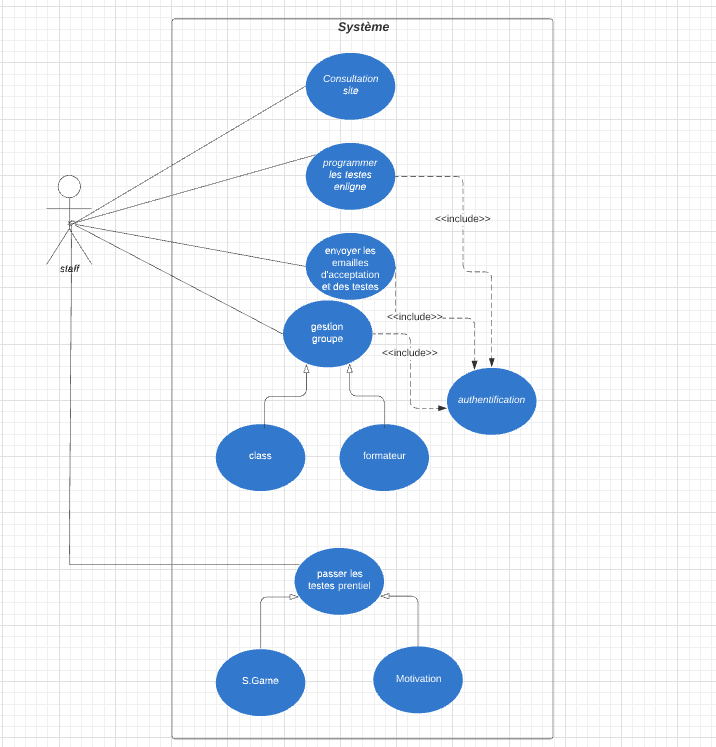 Système
Consultation
site
programmer
les testes
enligne
<<include>>
staff
envoyer les
emailles
d'acceptation
et des testes
<<include>>
gestion
groupe
<<include>>
authentification
class
formateur
passer les
testes prentiel
S.Game
Motivation